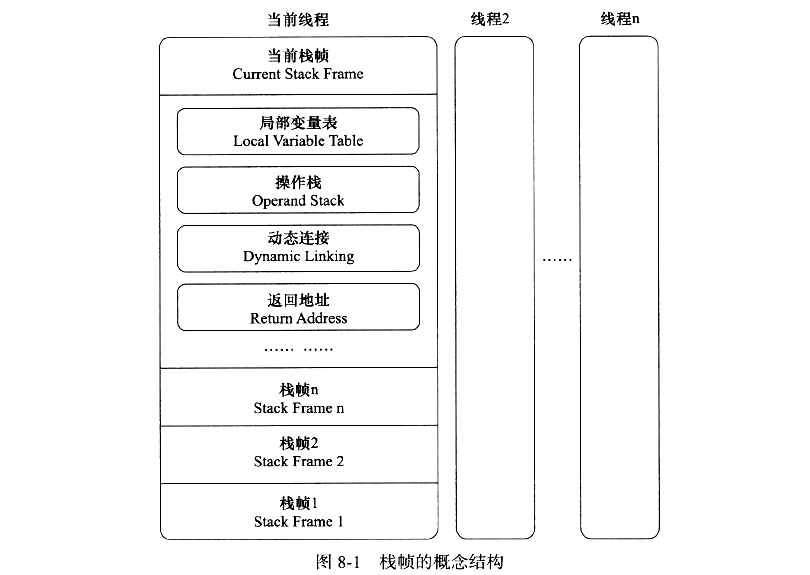 当前线程
线程2
线程n
当前栈帧
Current Stack Frame
局部变量表
Local Variable Table
操作栈
Operand Stack
动态连接
Dynamic Linking
……
返回地址
Return Address
…… ……
栈帧n
Stack Frame n
栈帧2
Stack Frame 2
栈帧1
Stack Frame 1
图 8-1 栈帧的概念结构